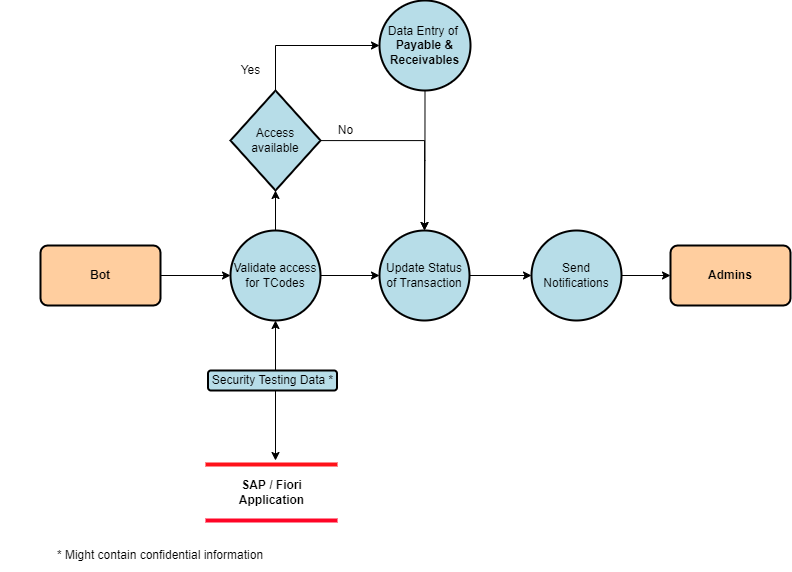 Data Entry of
Payable &
Receivables
Yes
Access
available
No
Bot
Validate access
for TCodes
Update Status
of Transaction
Send
Notifications
Admins
Security Testing Data *
SAP / Fiori
Application
* Might contain confidential information